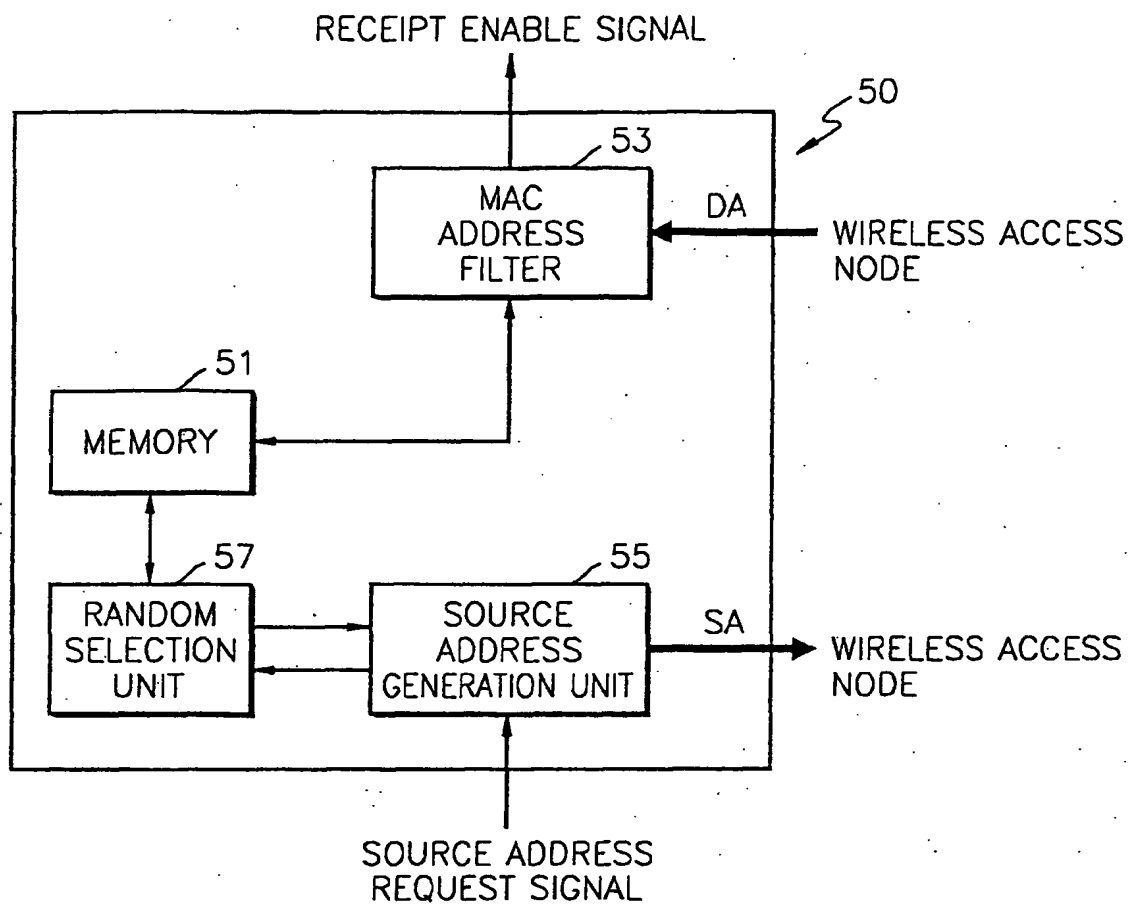 RECEIPT ENABLE SIGNAL
50
53
MAC
ADDRESS
FILTER
DA
WIRELESS ACCESS
NODE
51
MEMORY
57
RANDOM
SELECTION
UNIT
55
SOURCE
ADDRESS
GENERATION UNIT
SA
WIRELESS ACCESS
NODE
SOURCE ADDRESS
REQUEST SIGNAL